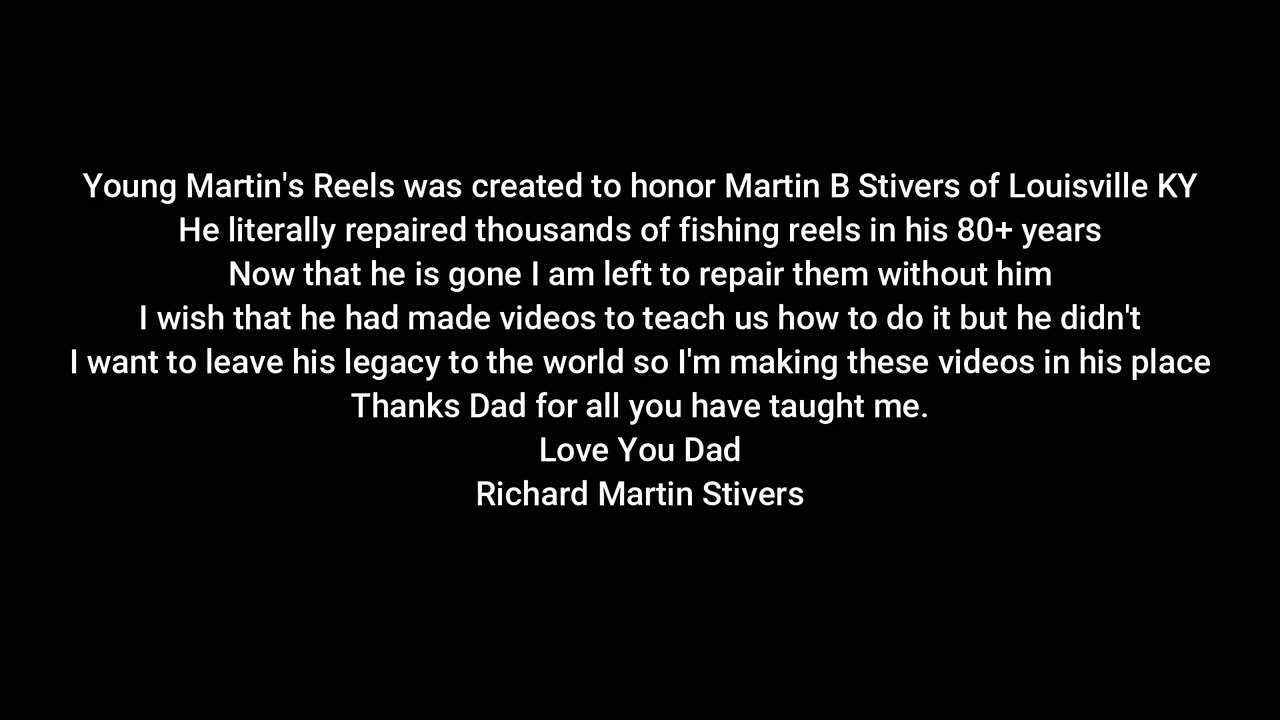 Young Martin's Reels was created to honor Martin B Stivers of Louisville KY
He literally repaired thousands of fishing reels in his 80+ years
Now that he is gone I am left to repair them without him
I wish that he had made videos to teach us how to do it but he didn't
I want to leave his legacy to the world so I'm making these videos in his place
Thanks Dad for all you have taught me.
Love You Dad
Richard Martin Stivers